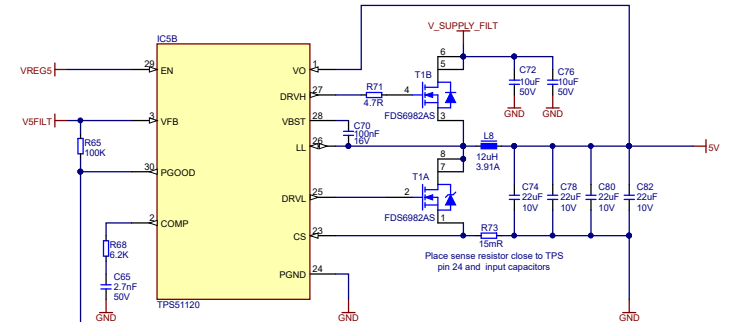 V_SUPPLY_FILT
IC5B
VREG5
29
EN
VO
1
6
5
C72
10uF
50V
C76
10uF
50V
GND
GND
DRVH
27
R71
4.7R
4
T1B
FDS6982AS
3
V5FILT
3
VFB
VBST
28
C70
100nF
16V
R65
100K
LL
26
L8
12uH
3.91A
5V
30
PGOOD
8
7
T1A
DRVL
25
2
FDS6982AS
1
C74
22uF
10V
C78
22uF
10V
C80
22uF
10V
C82
22uF
10V
2
COMP
CS
23
R73
15mR
R68
6.2K
Place sense resistor close to TPS
pin 24 and input capacitors
C65
2.7nF
50V
PGND
24
TPS51120
GND
GND
GND